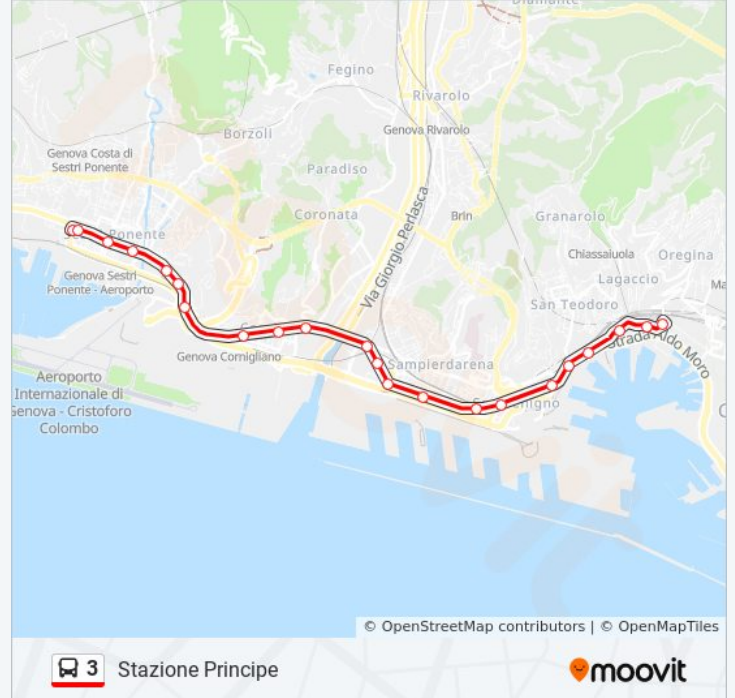 Diamante
Fegino
Rivarolo
Genova Rivarolo
Borzoli
Genova Costa di
Sestri Ponente
Paradiso
Coronata
Brin
Granarolo
Via Giorgio Perlasca
Chiassaiuola
Oregina
Lagaccio
Ponente
Genova Sestri
Ponente - Aeroporto
San Teodoro
Strada Aldo Moro
Genova Cornigliano
Sampierdarena
Aeroporto
Internazionale di
Genova - Cristoforo
Colombo
© OpenStreetMap contributors | © OpenMapTiles
3 Stazione Principe
moovit